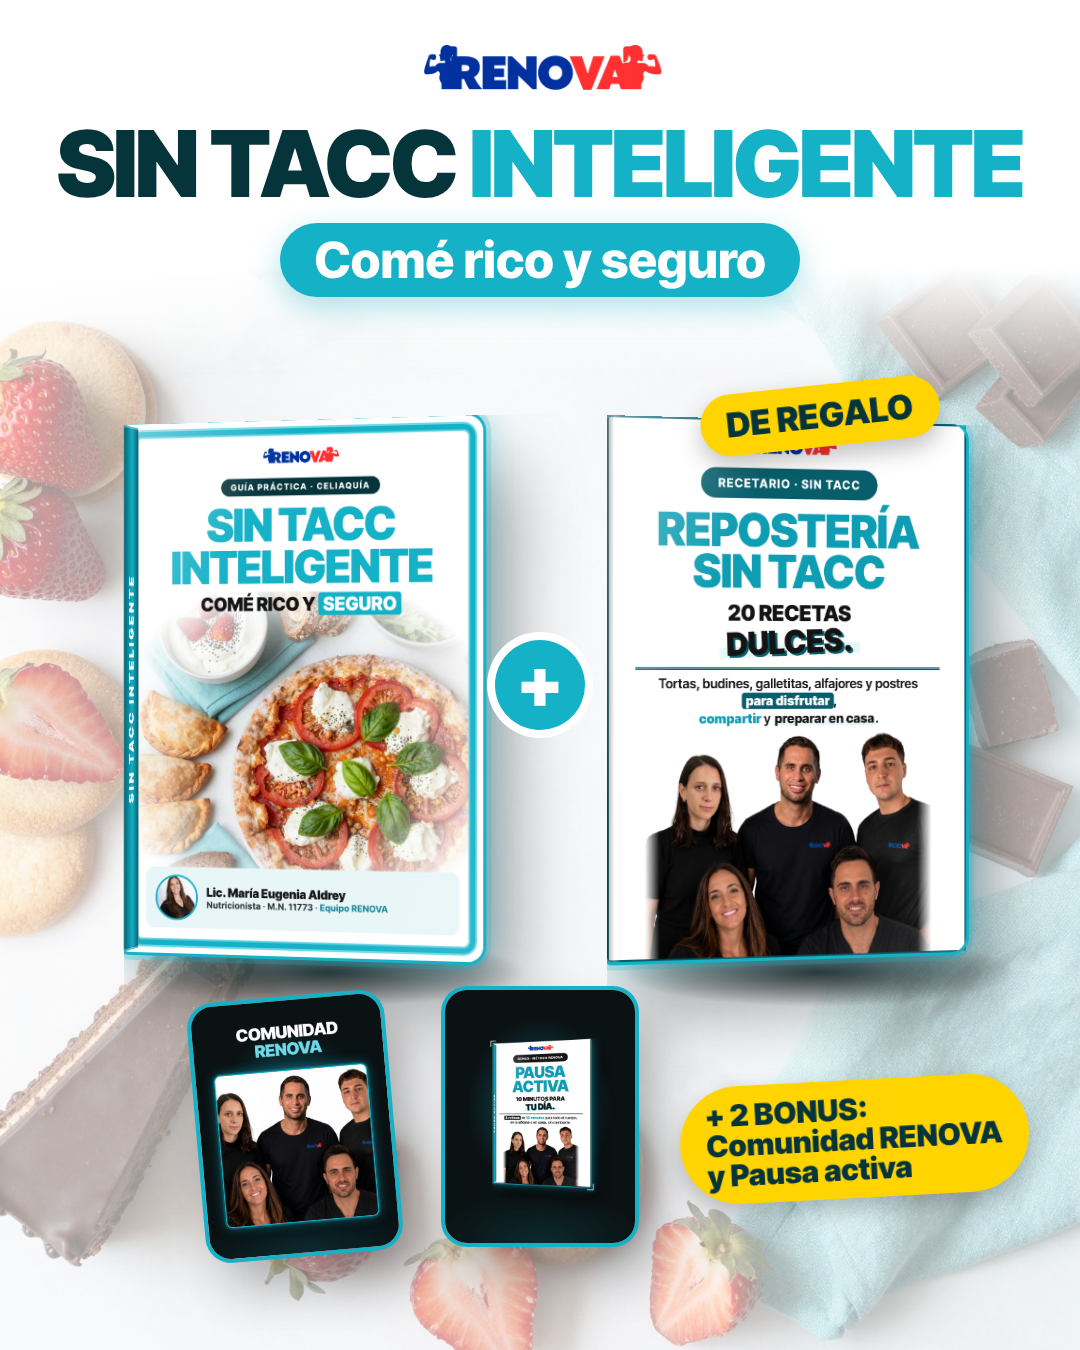 RENOVA
SIN TACC INTELIGENTE
Comé rico y seguro
RENOVA
GUÍA PRÁCTICA · CELIAQUÍA
SIN TACC
INTELIGENTE
COMÉ RICO Y SEGURO
SIN TACC INTELIGENTE
Lic. María Eugenia Aldrey
Nutricionista · M.N. 11773 · Equipo RENOVA
+
DE REGALO
RECETARIO · SIN TACC
REPOSTERÍA
SIN TACC
20 RECETAS
DULCES.
Tortas, budines, galletitas, alfajores y postres
para disfrutar,
compartir y preparar en casa.
RENOVA
RENOVA
COMUNIDAD
RENOVA
RENOVA
PAUSA
ACTIVA
10 MINUTOS PARA
TU DÍA.
+ 2 BONUS:
Comunidad RENOVA
y Pausa activa